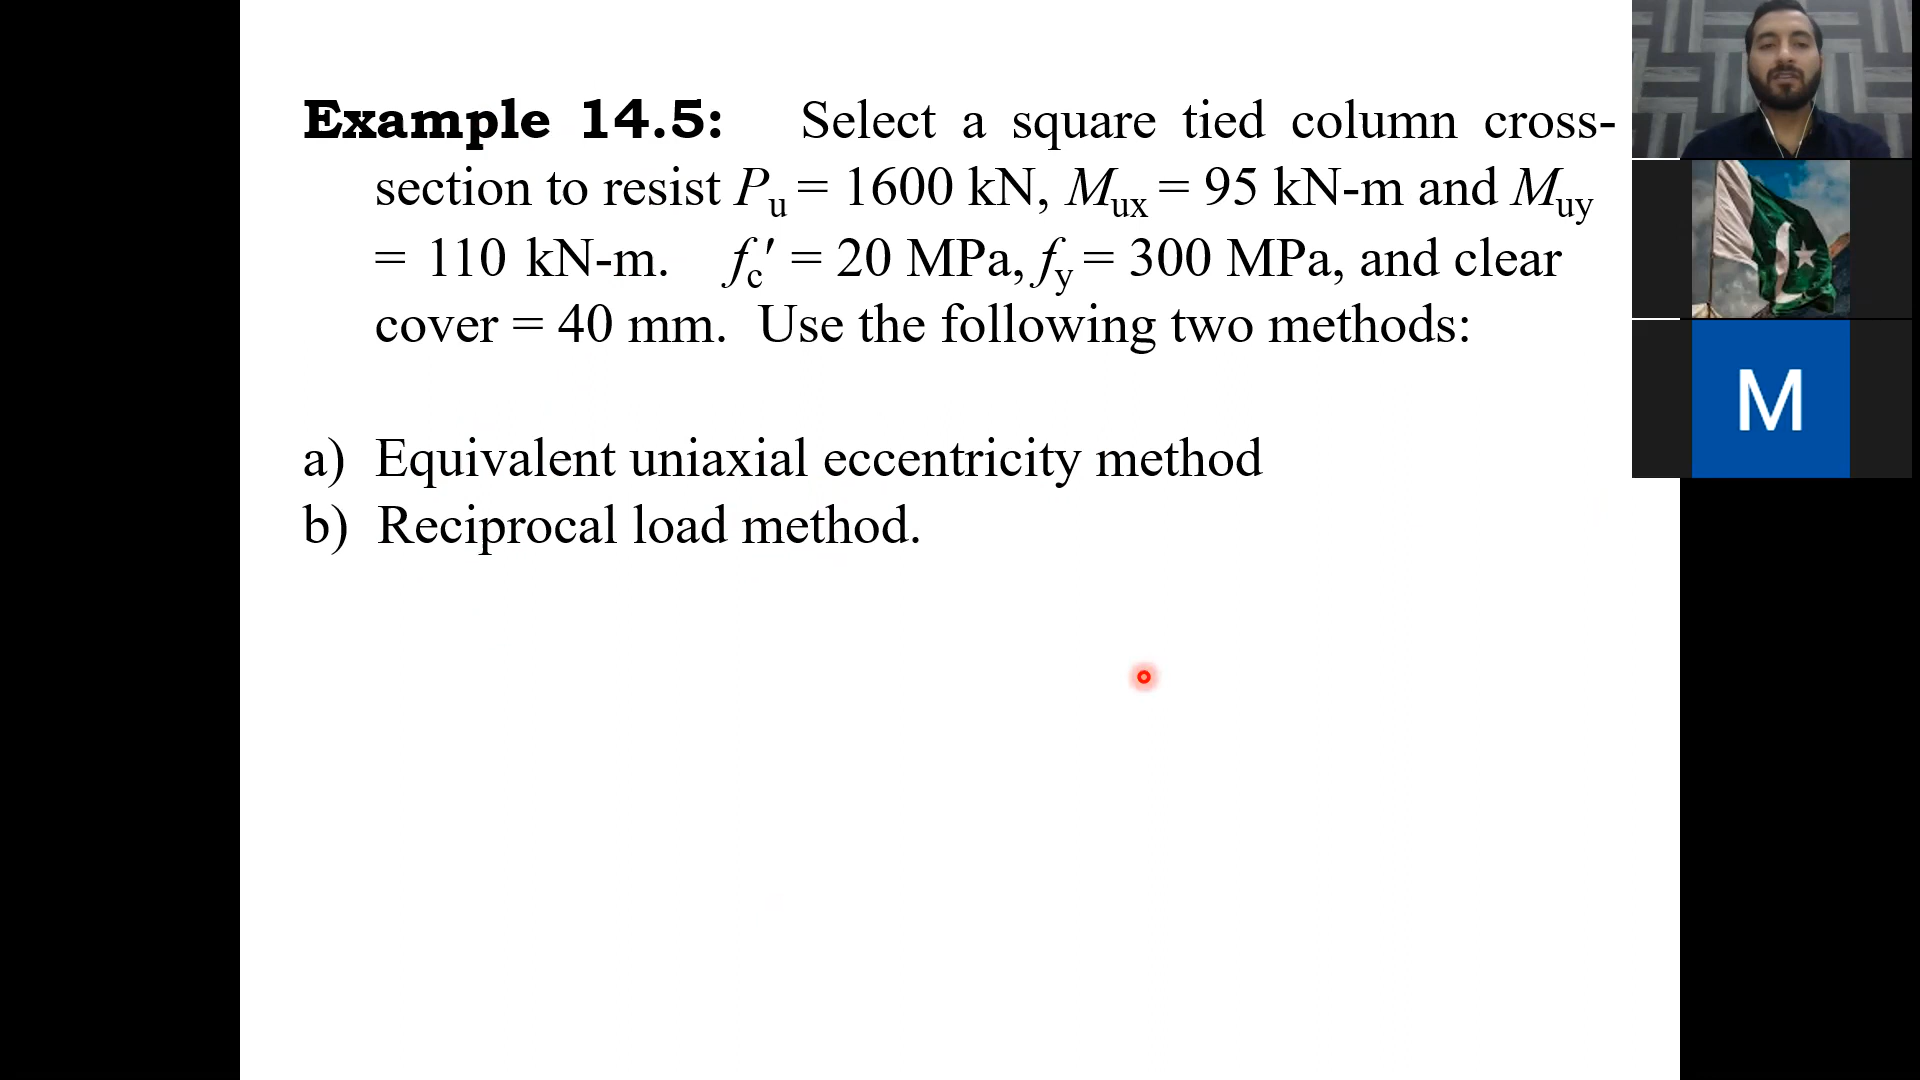 Example 14.5: Select a square tied column cross-
section to resist Pu = 1600 kN, Mux = 95 kN-m and Muy
= 110 kN-m. fc′ = 20 MPa, fy = 300 MPa, and clear
cover = 40 mm. Use the following two methods:
a) Equivalent uniaxial eccentricity method
b) Reciprocal load method.
M